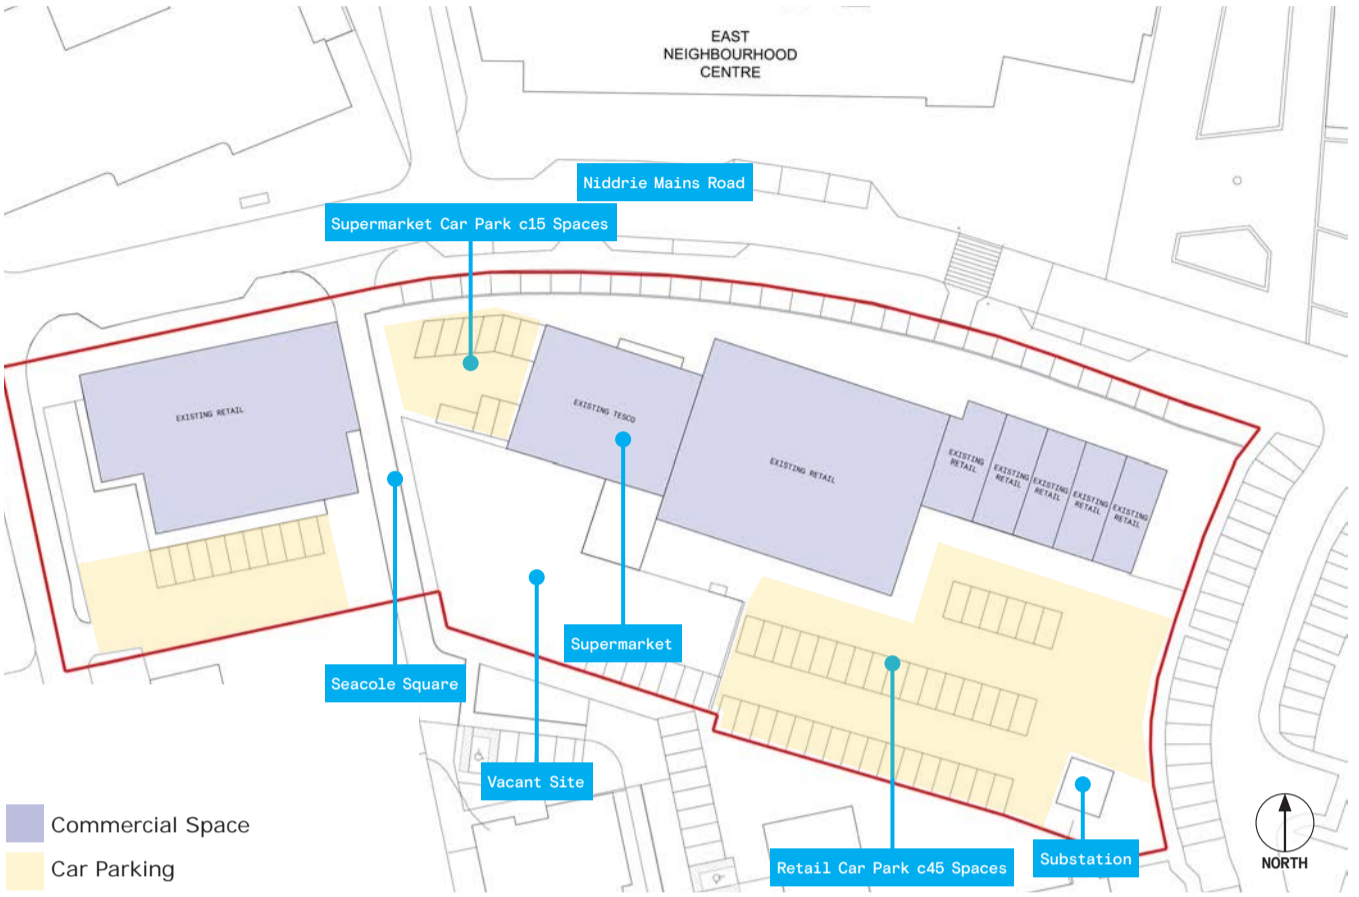 EAST
NEIGHBOURHOOD
CENTRE
Niddrie Mains Road
Supermarket Car Park c15 Spaces
EXISTING RETAIL
EXISTING TESCO
EXISTING RETAIL
EXISTING
RETAIL
EXISTING
RETAIL
EXISTING
RETAIL
EXISTING
RETAIL
EXISTING
RETAIL
Supermarket
Seacole Square
Vacant Site
Retail Car Park c45 Spaces
Substation
Commercial Space
Car Parking
NORTH